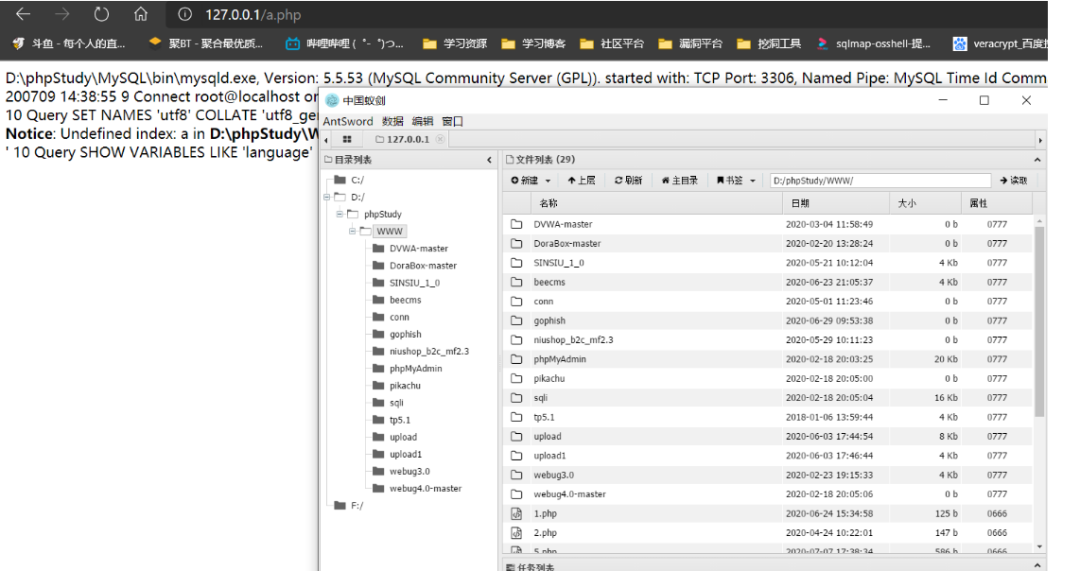 127.0.0.1/a.php
斗鱼 - 每个人的直... 聚BT - 聚合最优质... 哔哩哔哩 ( ゜- ゜)つ... 学习资源 学习博客 社区平台 漏洞平台 挖洞工具 sqlmap-osshell-提... veracrypt_百度
D:\phpStudy\MySQL\bin\mysqld.exe, Version: 5.5.53 (MySQL Community Server (GPL)). started with: TCP Port: 3306, Named Pipe: MySQL Time Id Comm
200709 14:38:55 9 Connect root@localhost on
10 Query SET NAMES 'utf8' COLLATE 'utf8_ge
Notice: Undefined index: a in D:\phpStudy\W
' 10 Query SHOW VARIABLES LIKE 'language'
中国蚁剑
AntSword 数据 编辑 窗口
127.0.0.1
目录列表
C:/
D:/
phpStudy
WWW
DVWA-master
DoraBox-master
SINSIU_1_0
beecms
conn
gophish
niushop_b2c_mf2.3
phpMyAdmin
pikachu
sqli
tp5.1
upload
upload1
webug3.0
webug4.0-master
F:/
文件列表 (29)
新建 上层 刷新 主目录 书签 D:/phpStudy/WWW/ 读取
名称 日期 大小 属性
DVWA-master 2020-03-04 11:58:49 0 b 0777
DoraBox-master 2020-02-20 13:28:24 0 b 0777
SINSIU_1_0 2020-05-21 10:12:04 4 Kb 0777
beecms 2020-06-23 21:05:37 4 Kb 0777
conn 2020-05-01 11:23:46 0 b 0777
gophish 2020-06-29 09:53:38 0 b 0777
niushop_b2c_mf2.3 2020-05-29 10:11:23 0 b 0777
phpMyAdmin 2020-02-18 20:03:25 20 Kb 0777
pikachu 2020-02-18 20:05:00 0 b 0777
sqli 2020-02-18 20:05:04 16 Kb 0777
tp5.1 2018-01-06 13:59:44 4 Kb 0777
upload 2020-06-03 17:44:54 8 Kb 0777
upload1 2020-06-03 17:46:44 4 Kb 0777
webug3.0 2020-02-23 19:15:33 4 Kb 0777
webug4.0-master 2020-02-18 20:05:06 0 b 0777
1.php 2020-06-24 15:34:58 125 b 0666
2.php 2020-04-24 10:22:01 147 b 0666
5.php 2020-07-07 17:38:34 586 b 0666
任务列表